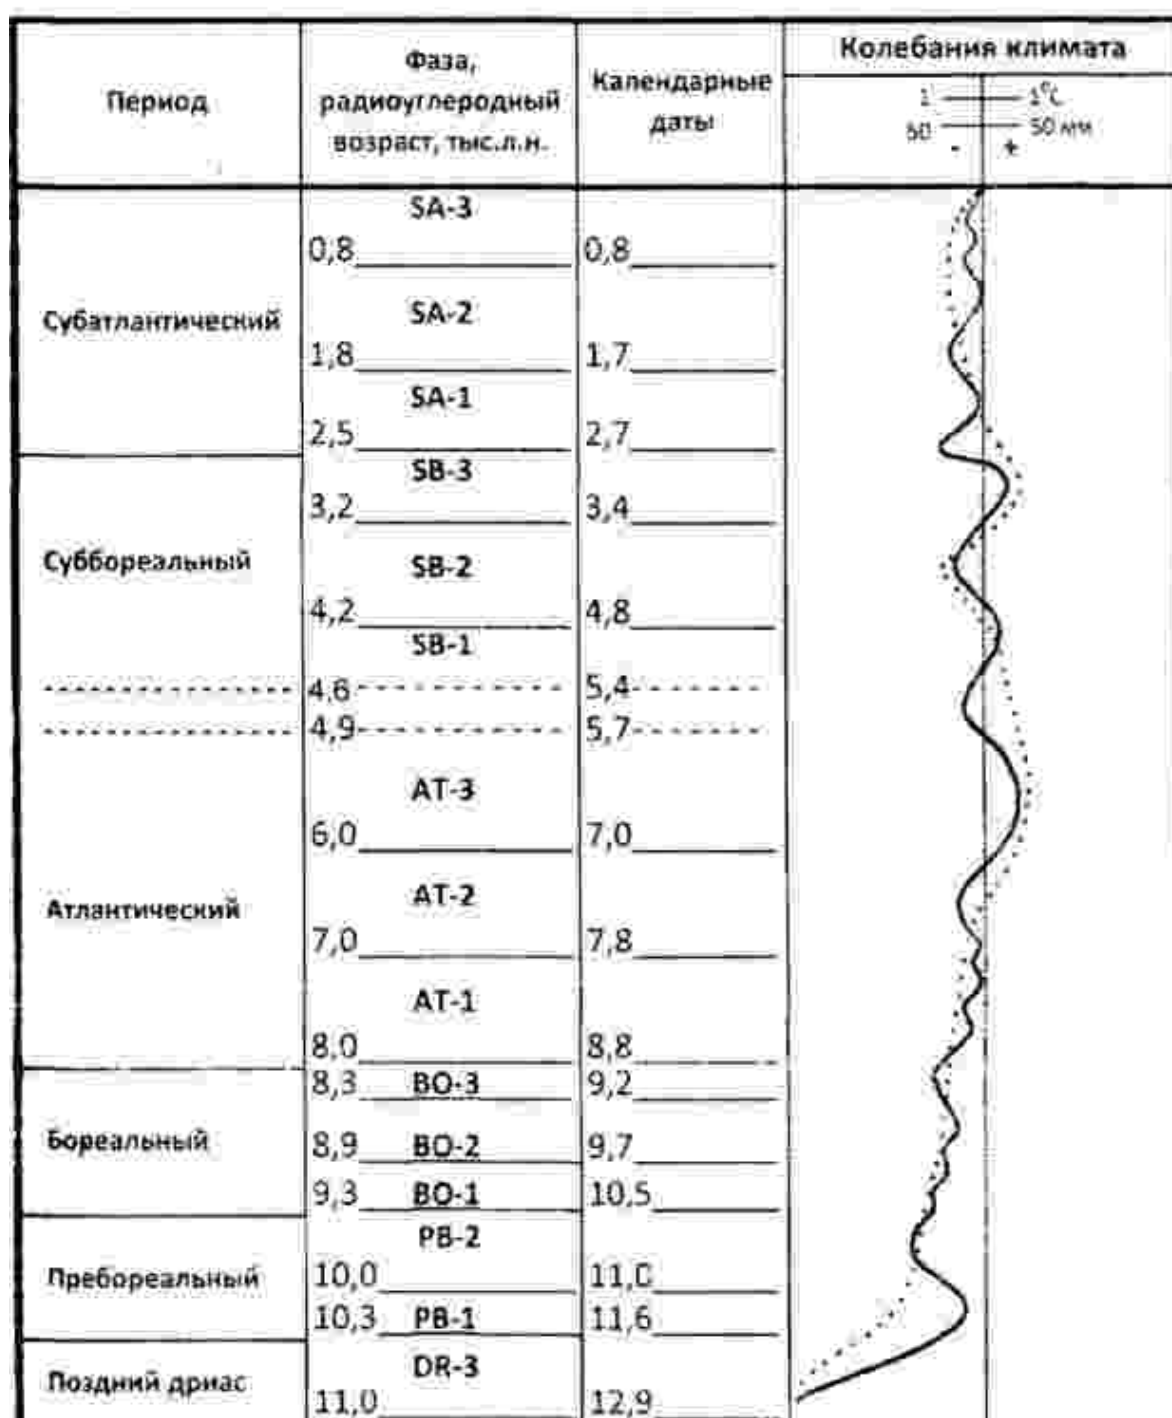 Период
Фаза,
радиоуглеродный
возраст, тыс.л.н.
Календарные
даты
Колебания климата
1 1°C
50 50 мм
- +
SA-3
0,8 0,8
Субатлантический
SA-2
1,8 1,7
SA-1
2,5 2,7
SB-3
3,2 3,4
Суббореальный
SB-2
4,2 4,8
SB-1
4,6 5,4
4,9 5,7
AT-3
6,0 7,0
Атлантический
AT-2
7,0 7,8
AT-1
8,0 8,8
8,3 BO-3 9,2
Бореальный
8,9 BO-2 9,7
9,3 BO-1 10,5
PB-2
Пребореальный
10,0 11,0
10,3 PB-1 11,6
DR-3
Поздний дриас
11,0 12,9